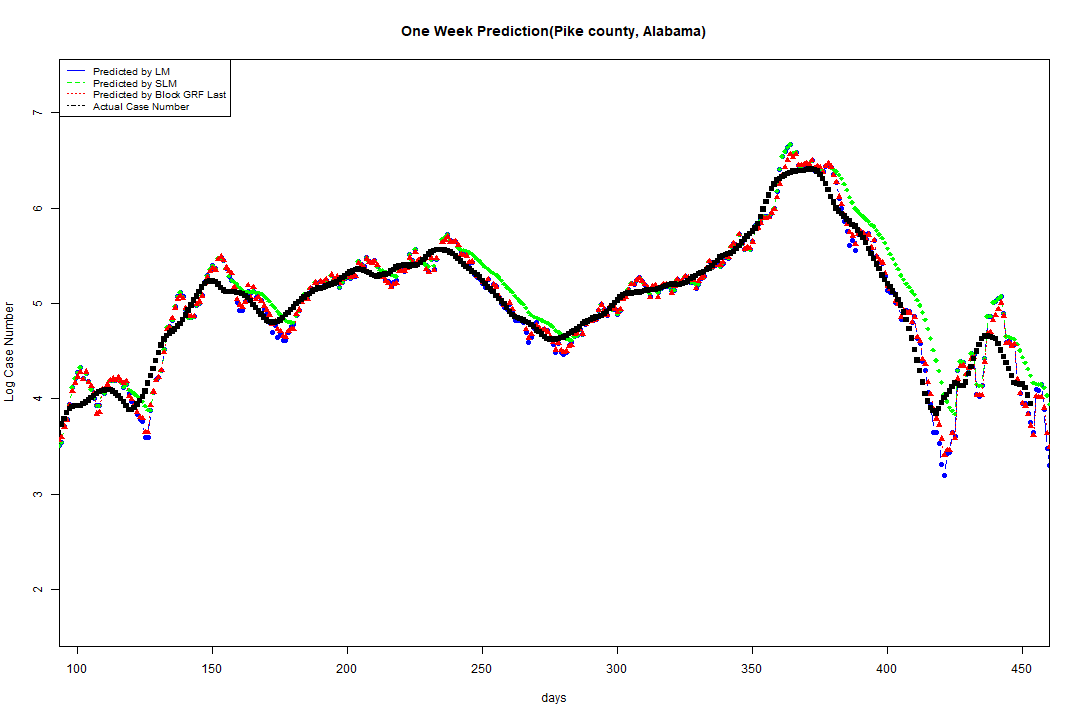 One Week Prediction(Pike county, Alabama)
Predicted by LM
Predicted by SLM
Predicted by Block GRF Last
Actual Case Number
7
6
5
4
3
2
Log Case Number
100 150 200 250 300 350 400 450
days